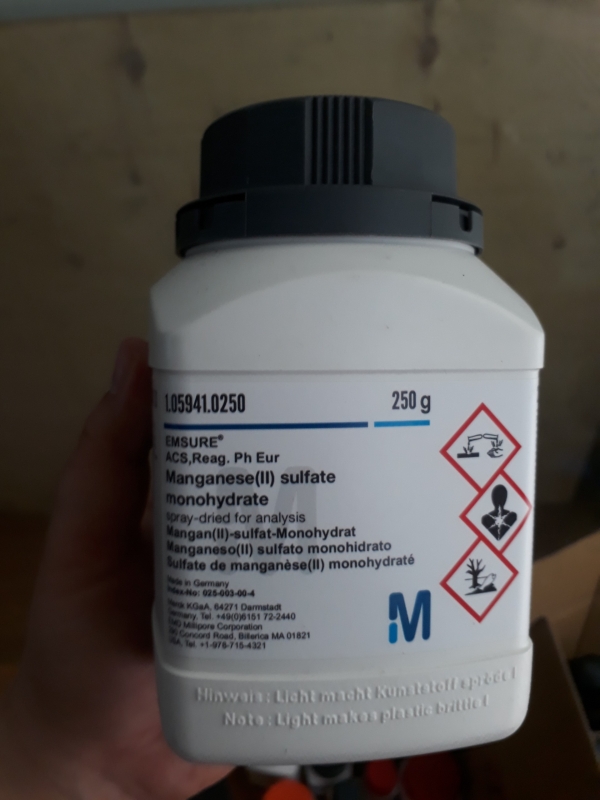 1.05941.0250
250 g
EMSURE®
ACS,Reag. Ph Eur
Manganese(II) sulfate
monohydrate
spray-dried for analysis
Mangan(II)-sulfat-Monohydrat
Manganeso(II) sulfato monohidrato
Sulfate de manganèse(II) monohydraté
Made in Germany
Index-No: 025-003-00-4
Merck KGaA, 64271 Darmstadt
Germany, Tel. +49(0)6151 72-2440
EMD Millipore Corporation
Concord Road, Billerica MA 01821
USA, Tel. +1-978-715-4321
M
Hinweis: Licht macht Kunststoff spröde!
Note: Light makes plastic brittle!